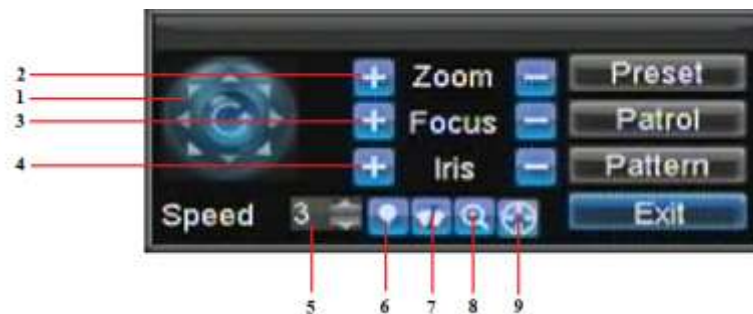 2 + Zoom − Preset
1
3 + Focus − Patrol
4 + Iris − Pattern
Speed 3 Exit
5 6 7 8 9